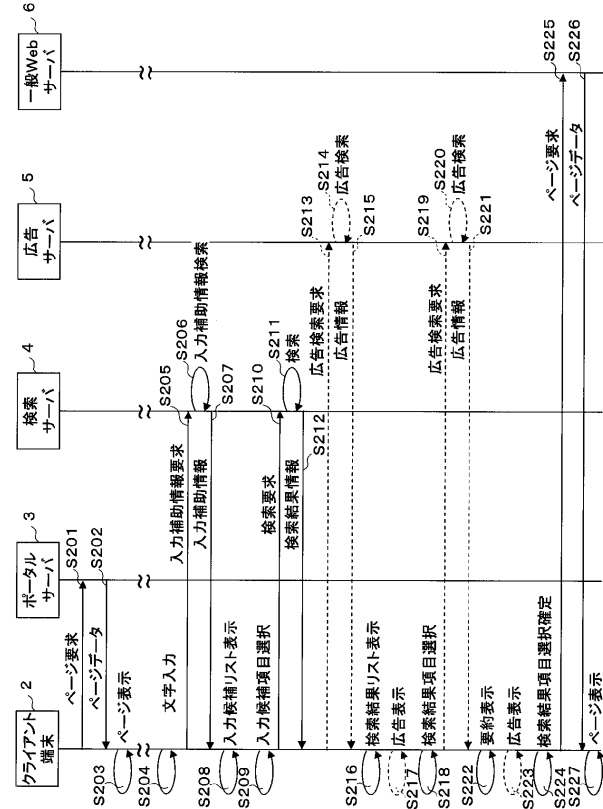 クライアント
端末
2
ポータル
サーバ
3
検索
サーバ
4
広告
サーバ
5
一般Web
サーバ
6
ページ要求
S201
ページデータ
S202
S203
ページ表示
S204
文字入力
入力補助情報要求
S205
S206
入力補助情報検索
入力補助情報
S207
S208
入力候補リスト表示
S209
入力候補項目選択
検索要求
S210
S211
検索
検索結果情報
S212
広告検索要求
S213
S214
広告検索
広告情報
S215
S216
検索結果リスト表示
S217
広告表示
S218
検索結果項目選択
広告検索要求
S219
S220
広告検索
広告情報
S221
S222
要約表示
S223
広告表示
S224
検索結果項目選択確定
ページ要求
S225
ページデータ
S226
S227
ページ表示